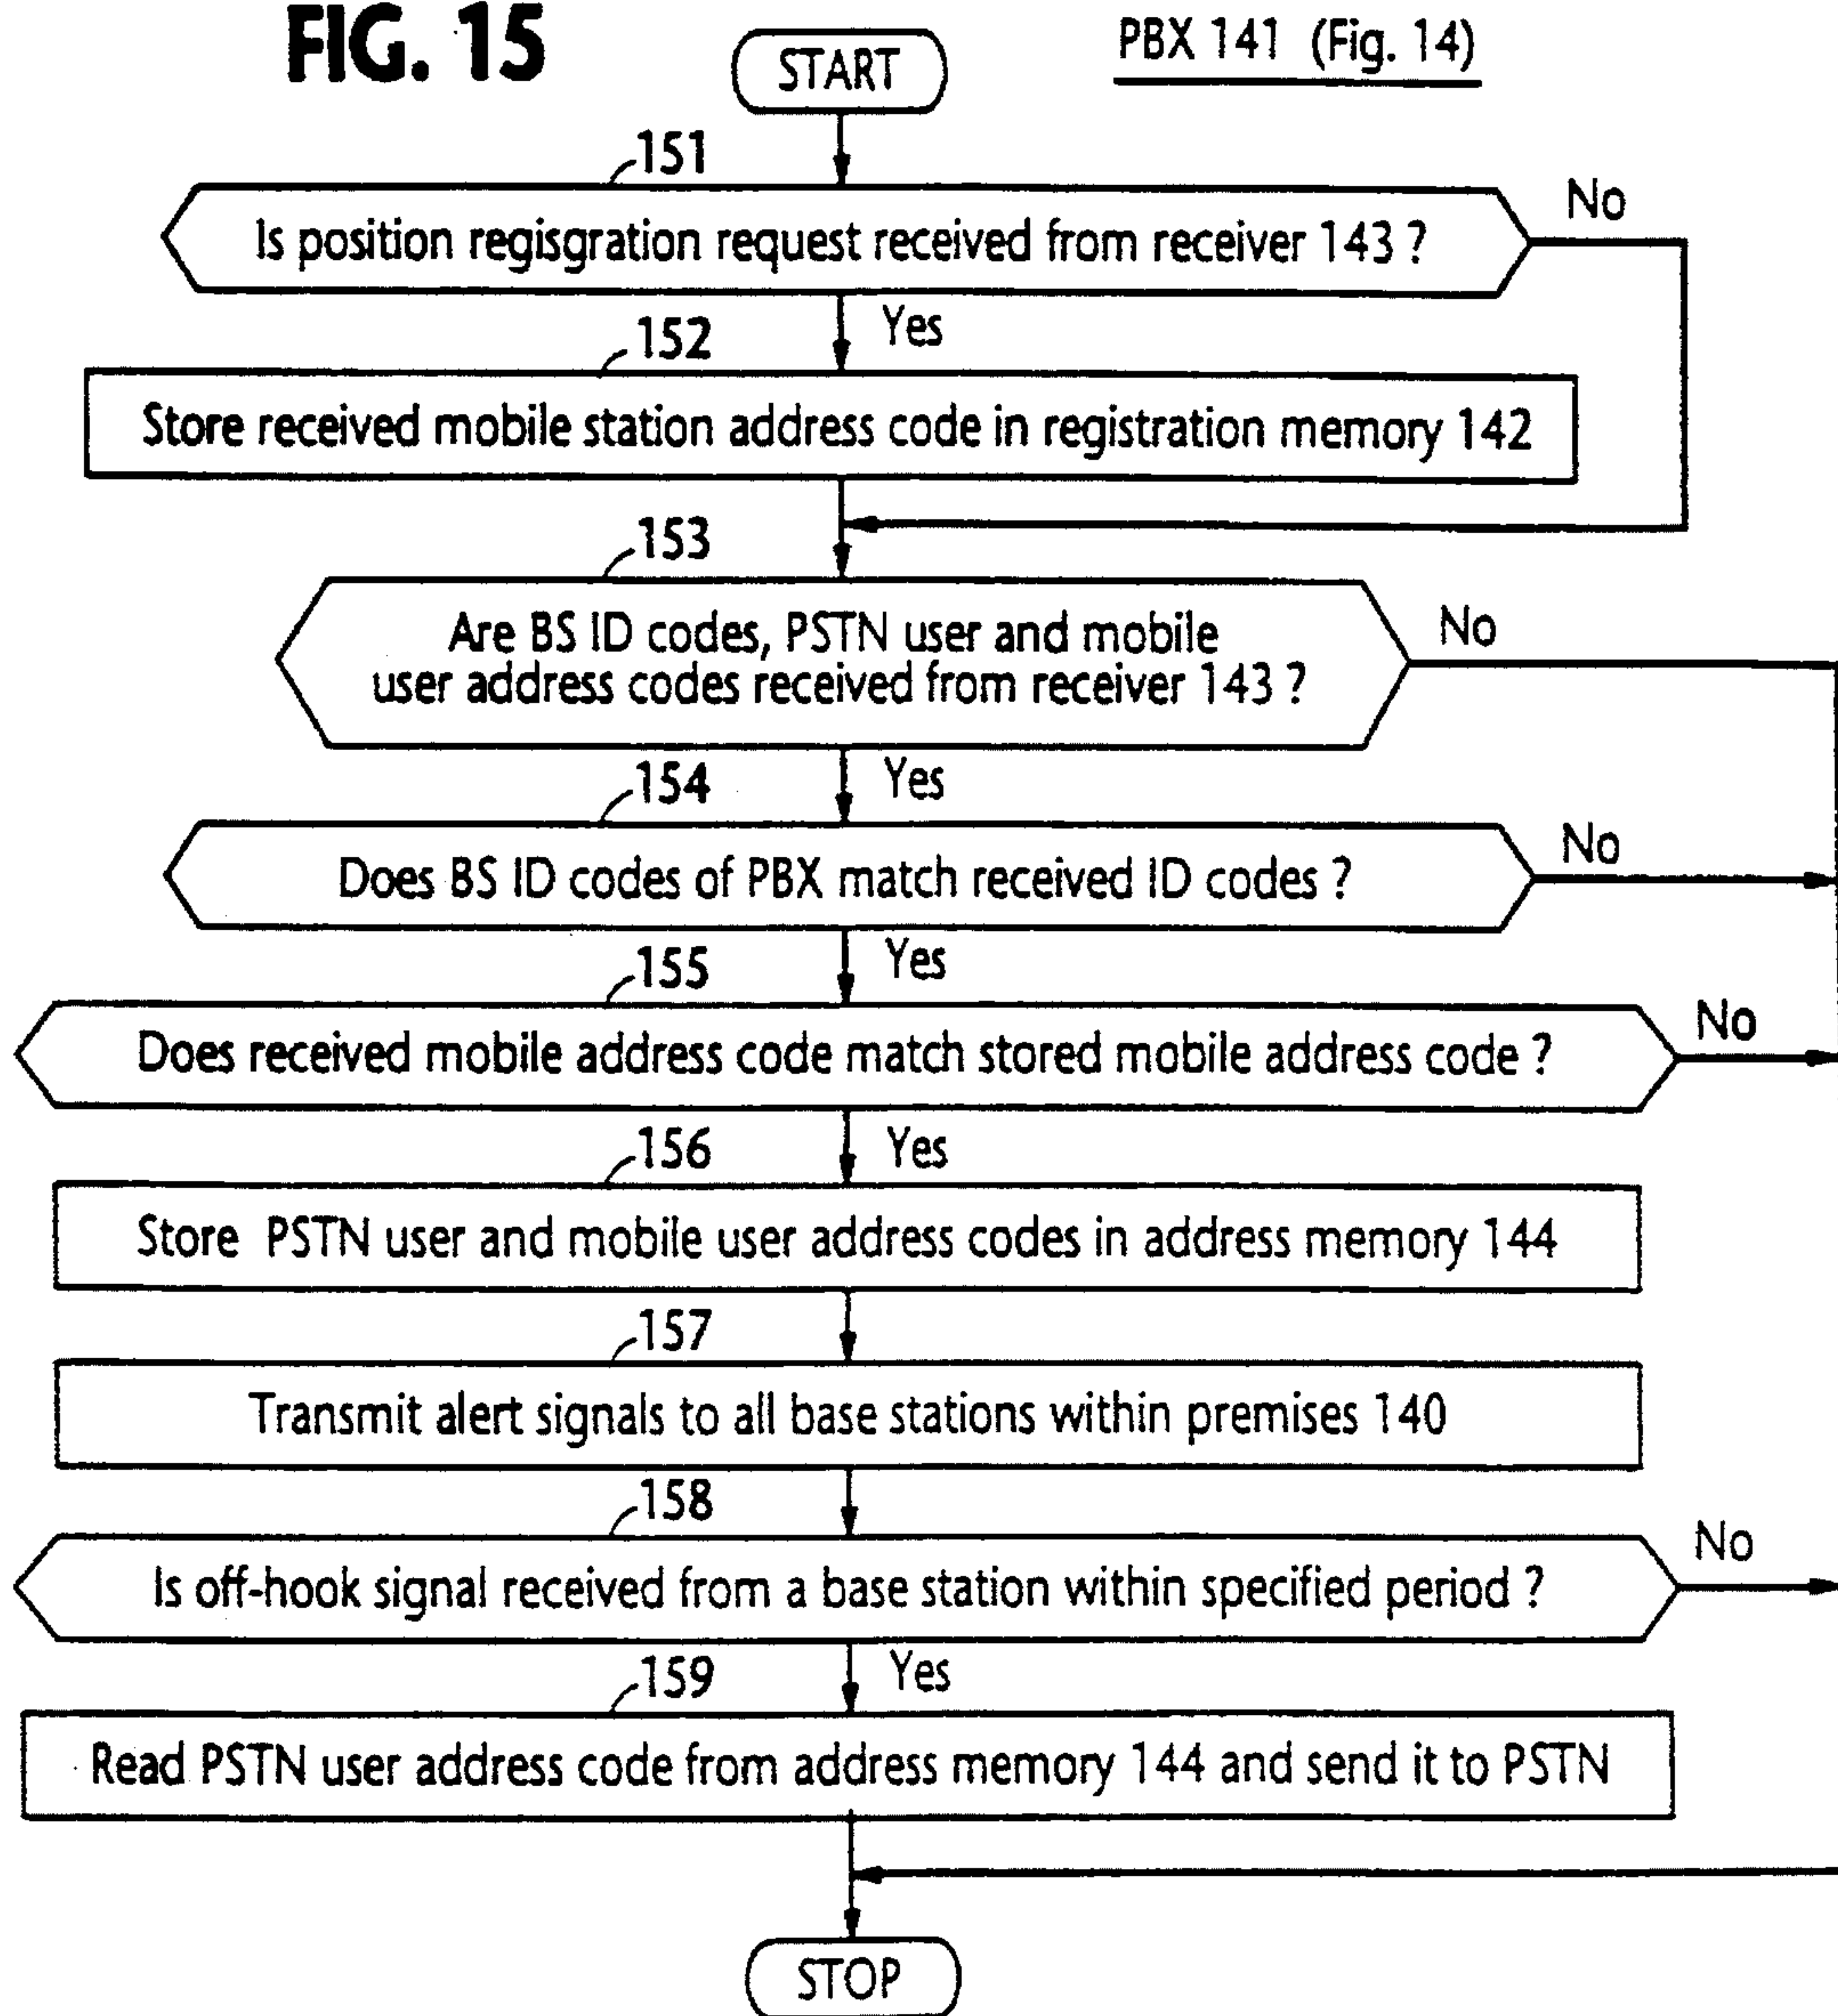 FIG. 15
PBX 141 (Fig. 14)
START
151
Is position regisgration request received from receiver 143 ?
No
Yes
152
Store received mobile station address code in registration memory 142
153
Are BS ID codes, PSTN user and mobile
user address codes received from receiver 143 ?
No
Yes
154
Does BS ID codes of PBX match received ID codes ?
No
Yes
155
Does received mobile address code match stored mobile address code ?
No
Yes
156
Store PSTN user and mobile user address codes in address memory 144
157
Transmit alert signals to all base stations within premises 140
158
Is off-hook signal received from a base station within specified period ?
No
Yes
159
Read PSTN user address code from address memory 144 and send it to PSTN
STOP